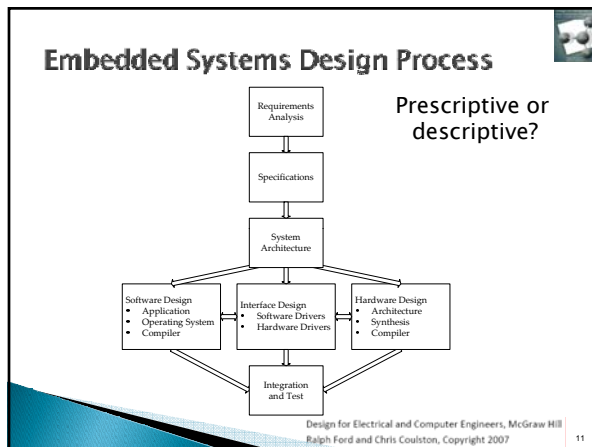 Embedded Systems Design Process
Prescriptive or
descriptive?
Requirements
Analysis
Specifications
System
Architecture
Software Design
• Application
• Operating System
• Compiler
Interface Design
• Software Drivers
• Hardware Drivers
Hardware Design
• Architecture
• Synthesis
• Compiler
Integration
and Test
Design for Electrical and Computer Engineers, McGraw Hill
Ralph Ford and Chris Coulston, Copyright 2007
11